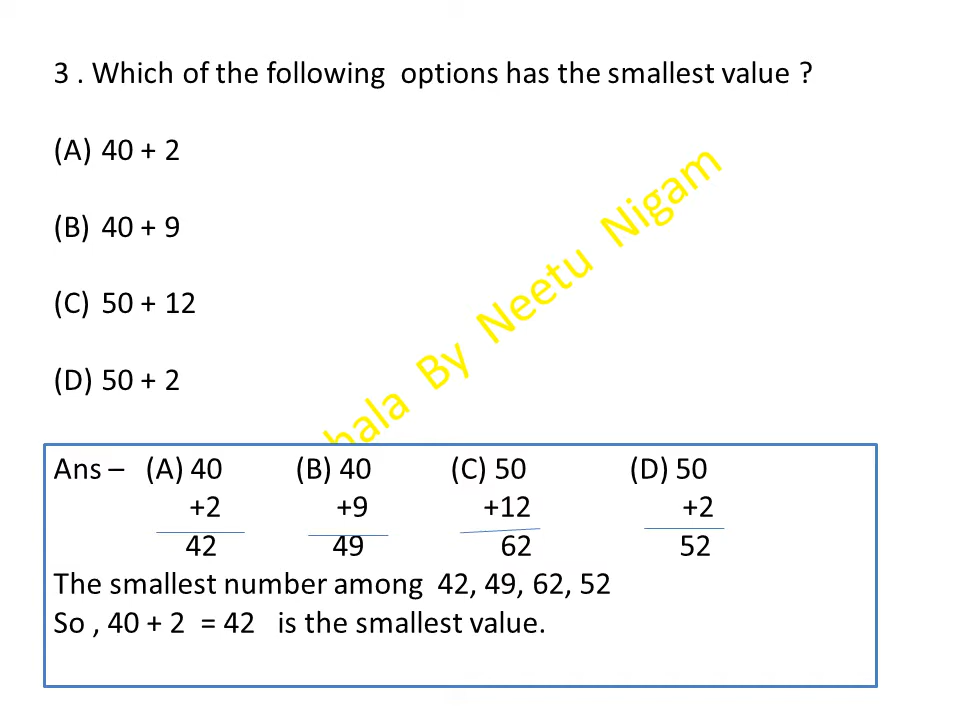 3 . Which of the following options has the smallest value ?
(A) 40 + 2
(B) 40 + 9
(C) 50 + 12
(D) 50 + 2
By Neetu Nigam
Ans – (A) 40 (B) 40 (C) 50 (D) 50
+2 +9 +12 +2
42 49 62 52
The smallest number among 42, 49, 62, 52
So , 40 + 2 = 42 is the smallest value.